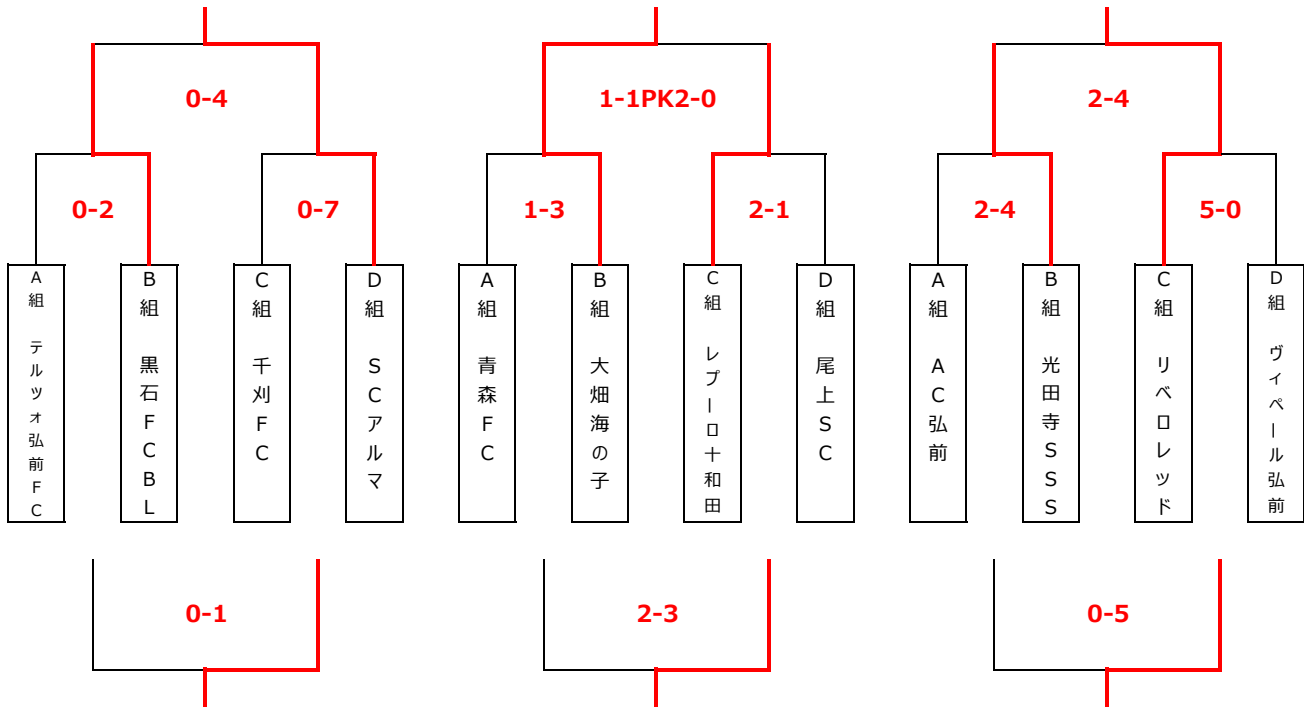 0-4
1-1PK2-0
2-4
0-2
0-7
1-3
2-1
2-4
5-0
A組　テルツォ弘前FC
B組　黒石FCBL
C組　千刈FC
D組　SCアルマ
A組　青森FC
B組　大畑海の子
C組　レプーロ十和田
D組　尾上SC
A組　AC弘前
B組　光田寺SSS
C組　リベロレッド
D組　ヴィペール弘前
0-1
2-3
0-5